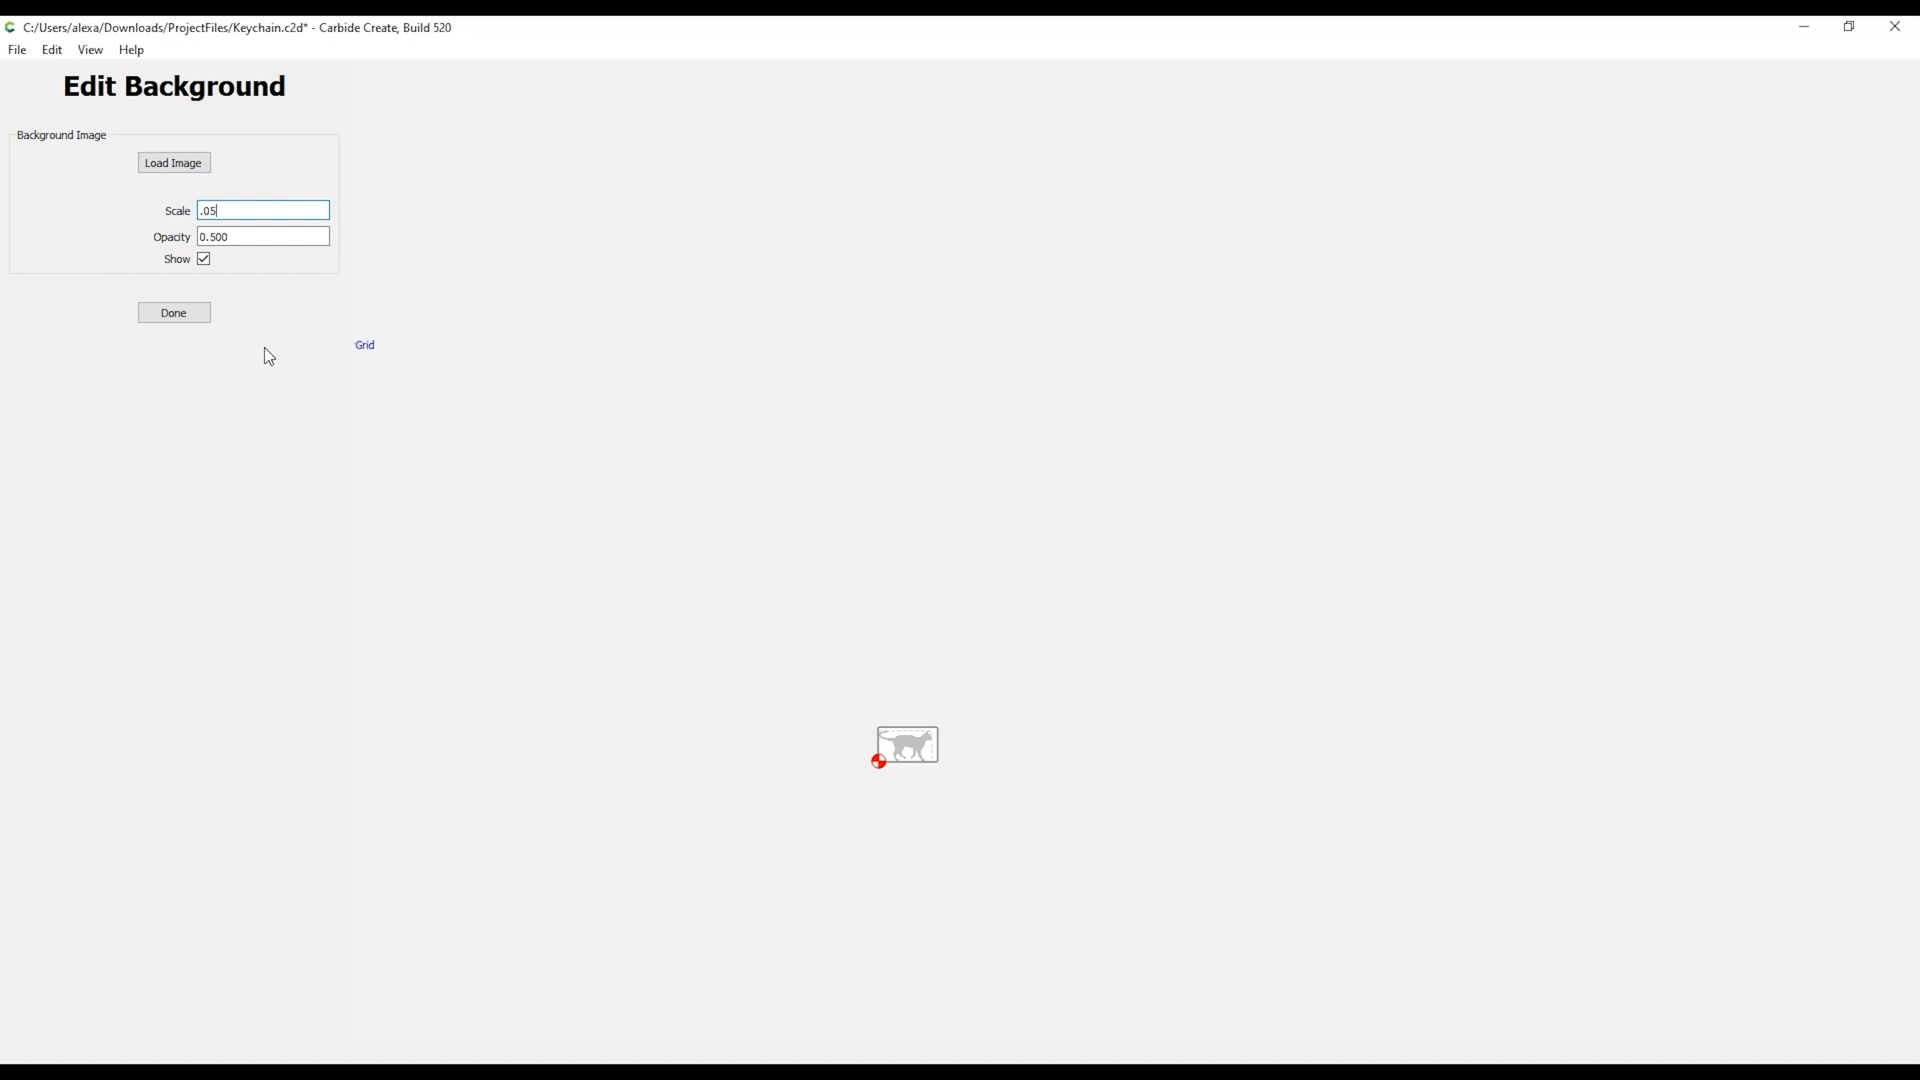 C:/Users/alexa/Downloads/ProjectFiles/Keychain.c2d* - Carbide Create, Build 520
File Edit View Help
Edit Background
Background Image
Load Image
Scale .05
Opacity 0.500
Show
Done
Grid